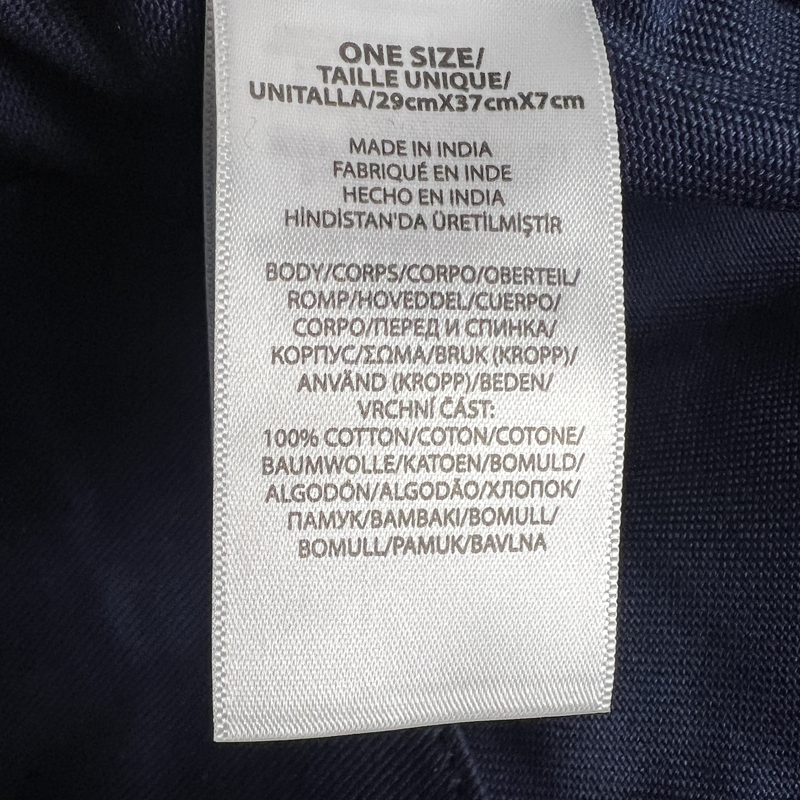 ONE SIZE/
TAILLE UNIQUE/
UNITALLA/29cmX37cmX7cm
MADE IN INDIA
FABRIQUÉ EN INDE
HECHO EN INDIA
HİNDİSTAN'DA ÜRETİLMİŞTİR
BODY/CORPS/CORPO/OBERTEIL/
ROMP/HOVEDDEL/CUERPO/
CORPO/ПЕРЕД И СПИНКА/
КОРПУС/ΣΩΜΑ/BRUK (KROPP)/
ANVÄND (KROPP)/BEDEN/
VRCHNÍ ČÁST:
100% COTTON/COTON/COTONE/
BAUMWOLLE/KATOEN/BOMULD/
ALGODÓN/ALGODÃO/ХЛОПОК/
ПАМУК/ΒΑΜΒΑΚΙ/BOMULL/
BOMULL/PAMUK/BAVLNA